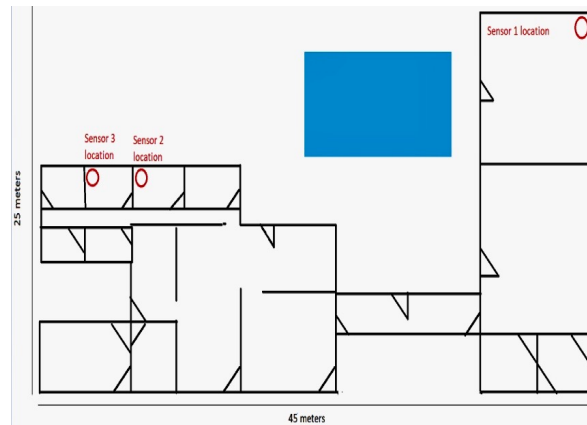 Sensor 1 location
Sensor 3
location
Sensor 2
location
25 meters
45 meters